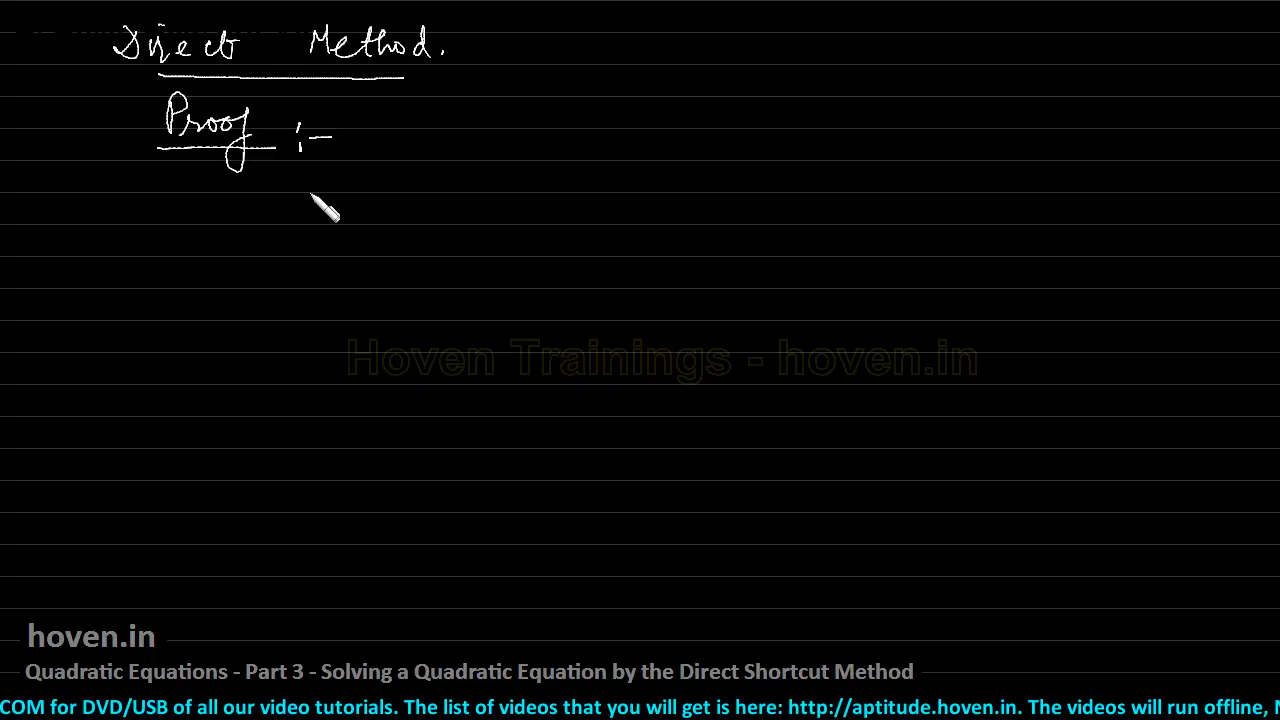 Direct Method.
Proof :-
Hoven Trainings - hoven.in
hoven.in
Quadratic Equations - Part 3 - Solving a Quadratic Equation by the Direct Shortcut Method
COM for DVD/USB of all our video tutorials. The list of videos that you will get is here: http://aptitude.hoven.in. The videos will run offline,